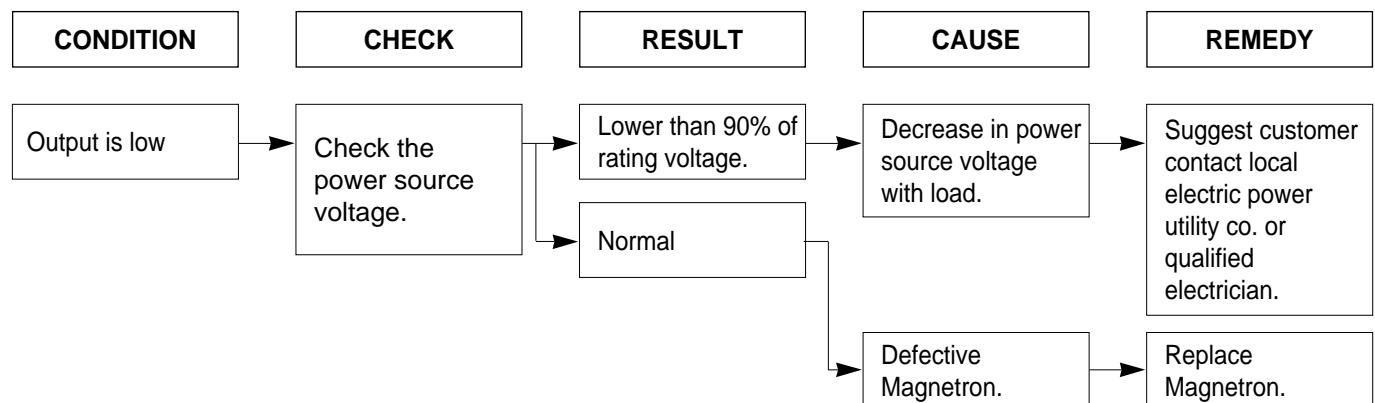 CONDITION
CHECK
RESULT
CAUSE
REMEDY
Output is low
Check the
power source
voltage.
Lower than 90% of
rating voltage.
Decrease in power
source voltage
with load.
Suggest customer
contact local
electric power
utility co. or
qualified
electrician.
Normal
Defective
Magnetron.
Replace
Magnetron.